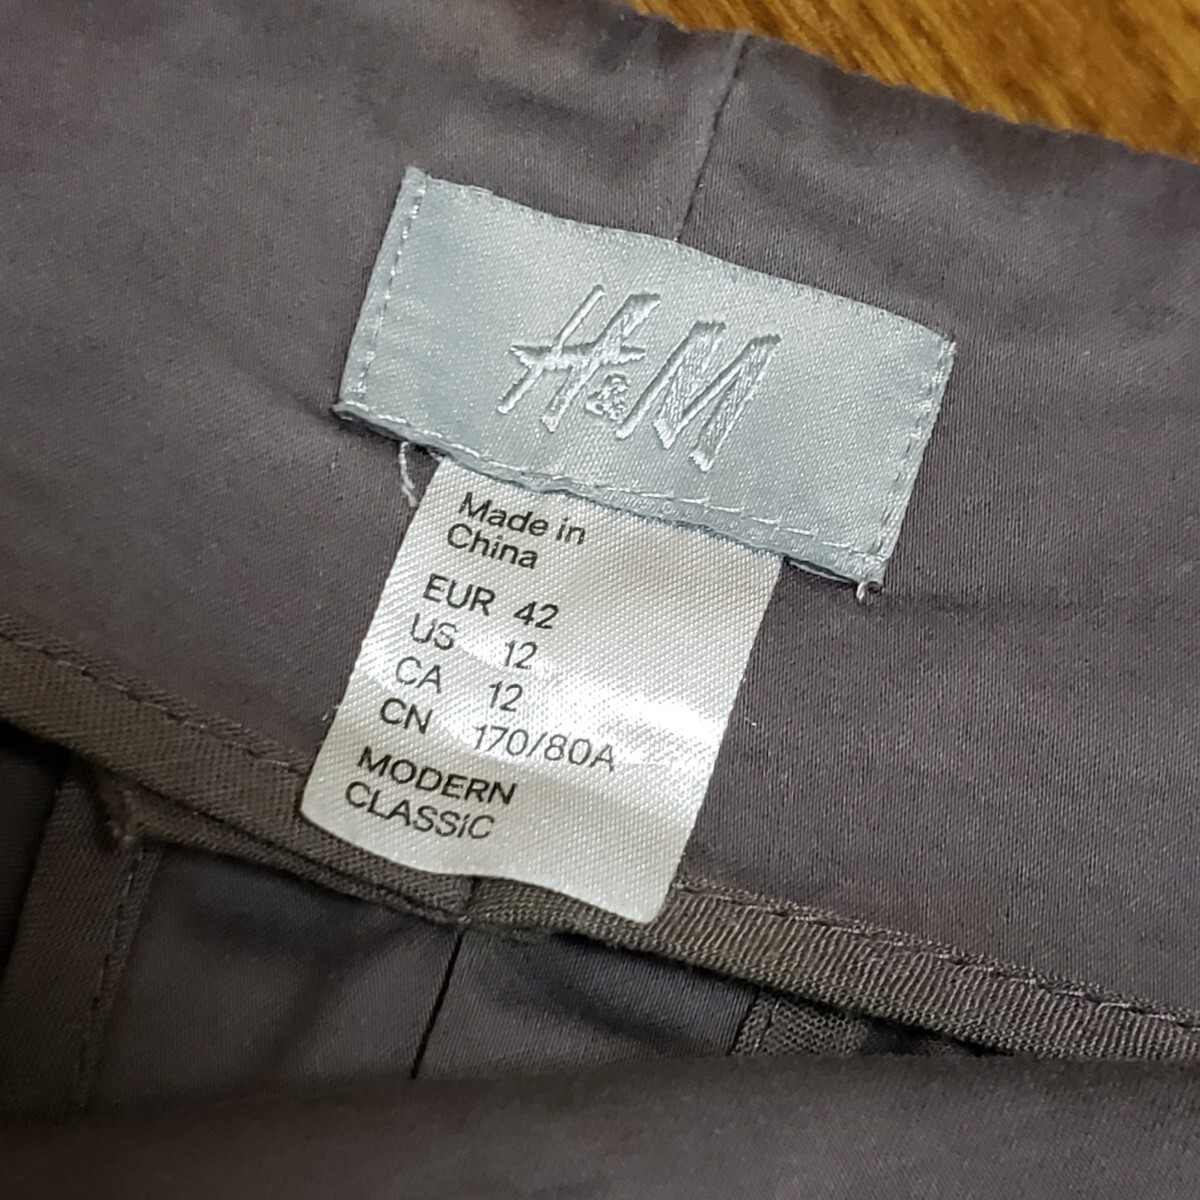 H&M
Made in
China
EUR 42
US 12
CA 12
CN 170/80A
MODERN
CLASSIC